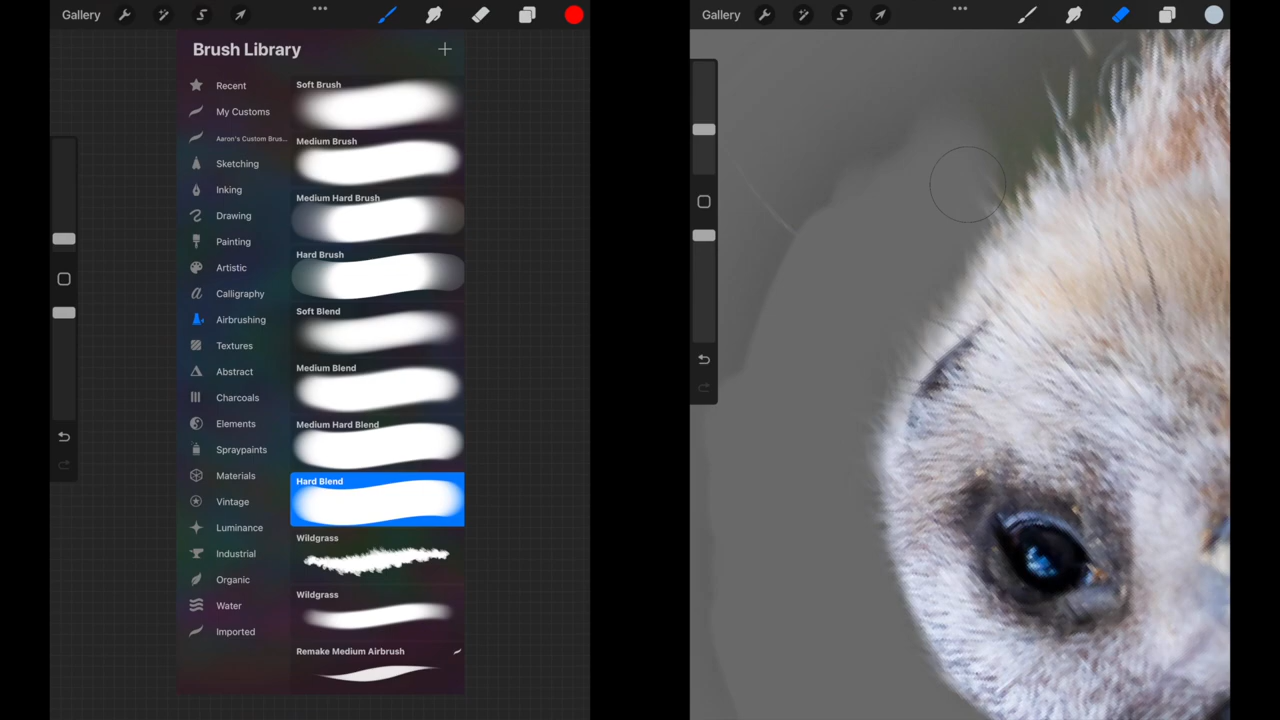 Gallery
Brush Library
Recent
My Customs
Aaron's Custom Brus...
Sketching
Inking
Drawing
Painting
Artistic
Calligraphy
Airbrushing
Textures
Abstract
Charcoals
Elements
Spraypaints
Materials
Vintage
Luminance
Industrial
Organic
Water
Imported
Soft Brush
Medium Brush
Medium Hard Brush
Hard Brush
Soft Blend
Medium Blend
Medium Hard Blend
Hard Blend
Wildgrass
Wildgrass
Remake Medium Airbrush
Gallery